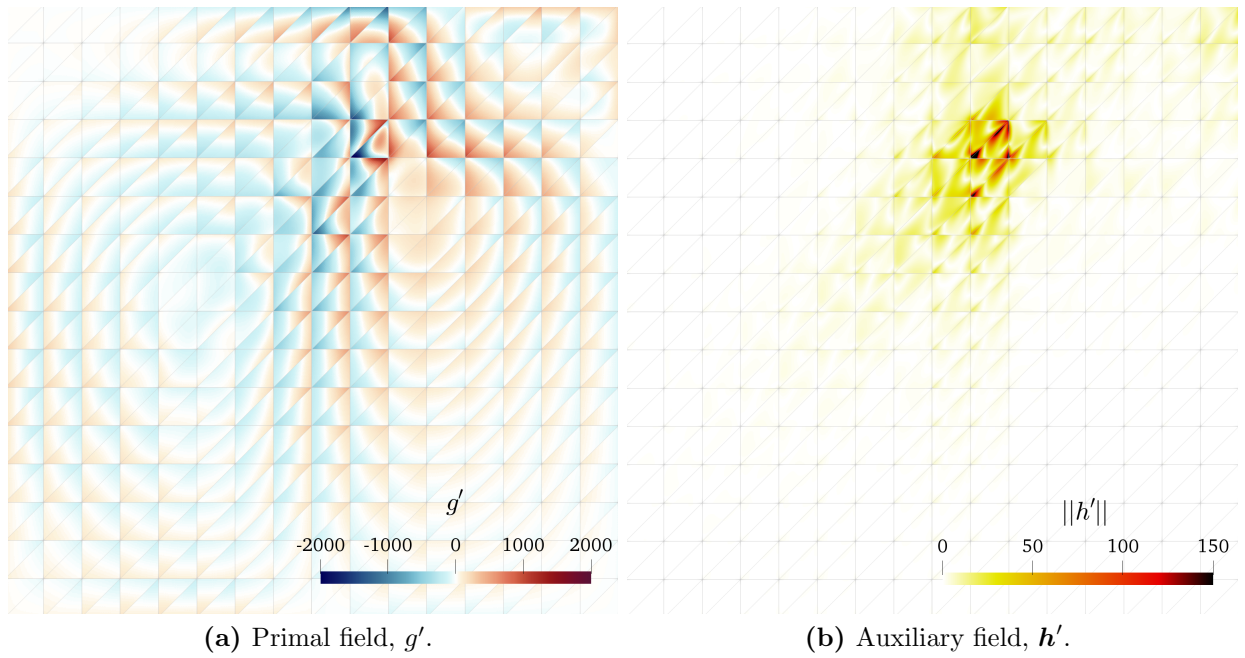 g′
-2000 -1000 0 1000 2000
||h′||
0 50 100 150
(a) Primal field, g′.
(b) Auxiliary field, h′.